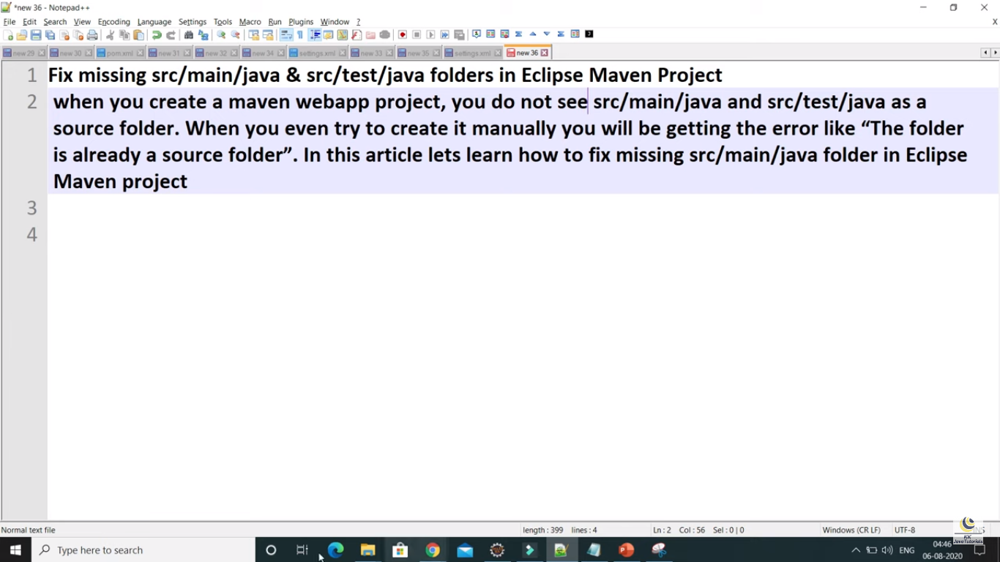 *new 36 - Notepad++
File Edit Search View Encoding Language Settings Tools Macro Run Plugins Window ? X
new 29 new 30 pom.xml new 31 new 32 new 34 settings.xml new 33 new 35 settings.xml new 36
1 Fix missing src/main/java & src/test/java folders in Eclipse Maven Project
2 when you create a maven webapp project, you do not see src/main/java and src/test/java as a
source folder. When you even try to create it manually you will be getting the error like “The folder
is already a source folder”. In this article lets learn how to fix missing src/main/java folder in Eclipse
Maven project
3
4
Normal text file length : 399 lines : 4 Ln : 2 Col : 56 Sel : 0 | 0 Windows (CR LF) UTF-8
KK
JavaTutorials
Type here to search ENG 04:46
06-08-2020